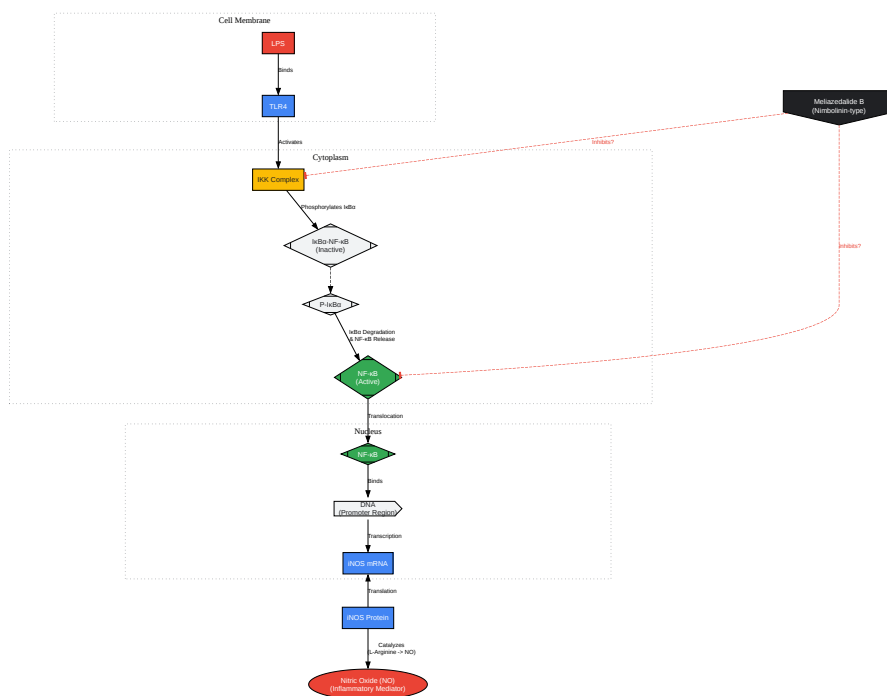 Cell Membrane
LPS
Binds
TLR4
Meliazedalide B
(Nimbolinin-type)
Activates
Inhibits?
Cytoplasm
IKK Complex
Phosphorylates IκBα
IκBα-NF-κB
(Inactive)
Inhibits?
P-IκBα
IκBα Degradation
& NF-κB Release
NF-κB
(Active)
Translocation
Nucleus
NF-κB
Binds
DNA
(Promoter Region)
Transcription
iNOS mRNA
Translation
iNOS Protein
Catalyzes
(L-Arginine -> NO)
Nitric Oxide (NO)
(Inflammatory Mediator)